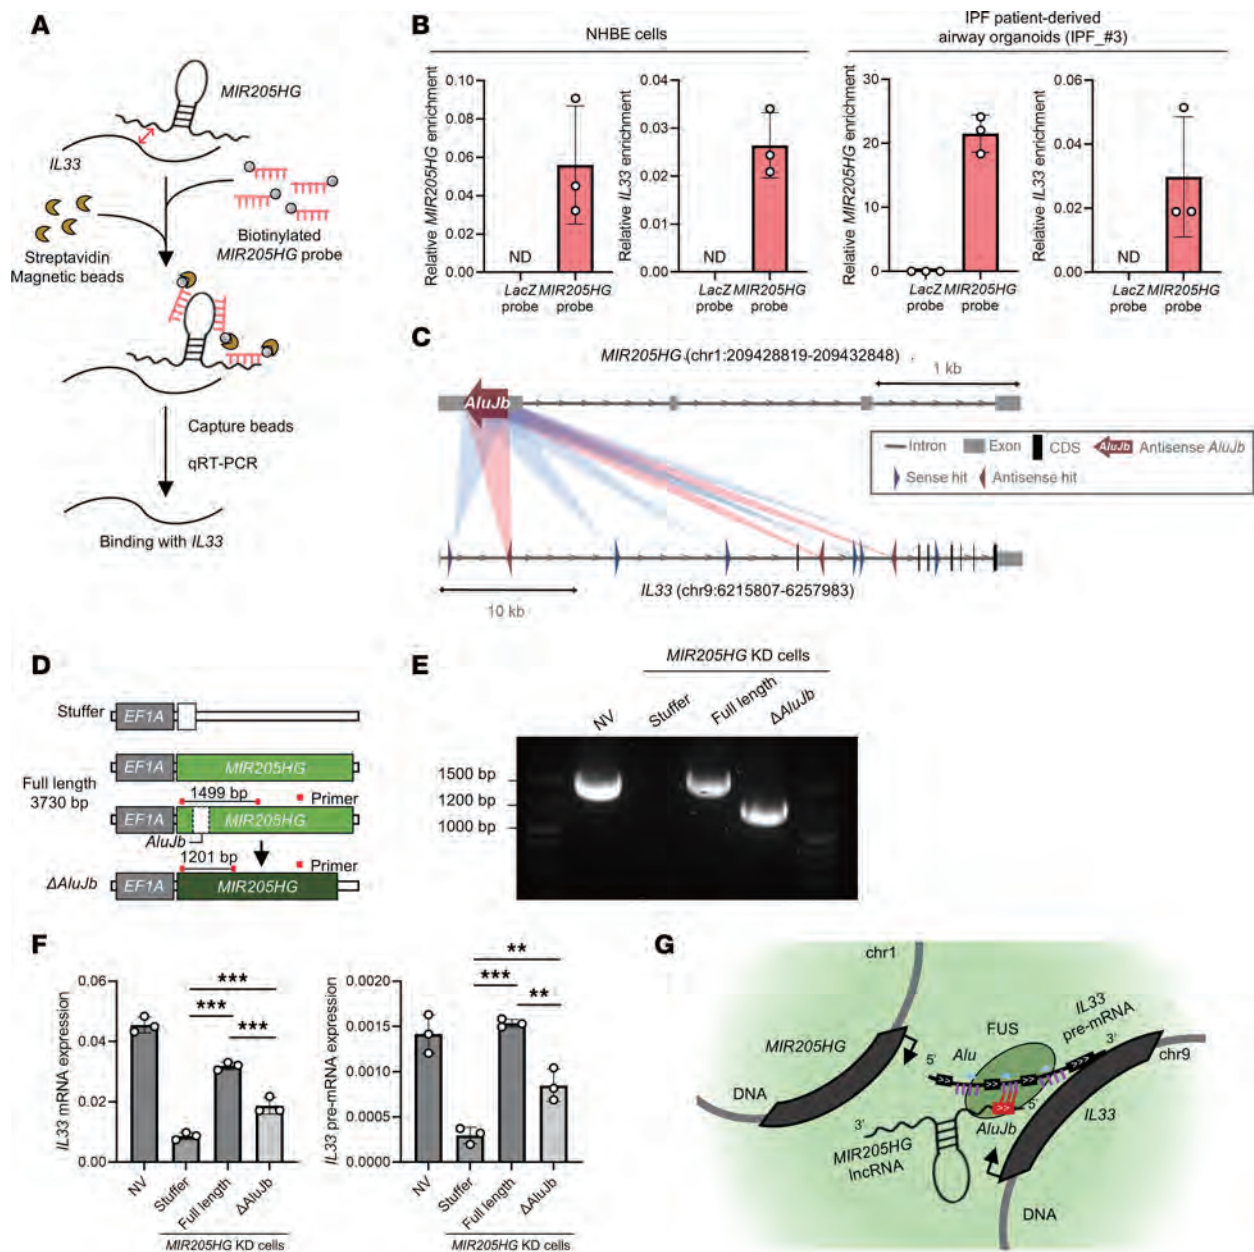 A
MIR205HG
IL33
Streptavidin
Magnetic beads
Biotinylated
MIR205HG probe
Capture beads
qRT-PCR
Binding with IL33
B
NHBE cells
IPF patient-derived
airway organoids (IPF_#3)
Relative MIR205HG enrichment
0.10
0.08
0.06
0.04
0.02
0.00
ND
LacZ
probe
MIR205HG
probe
Relative IL33 enrichment
0.04
0.03
0.02
0.01
0.00
ND
LacZ
probe
MIR205HG
probe
Relative MIR205HG enrichment
30
20
10
0
LacZ
probe
MIR205HG
probe
Relative IL33 enrichment
0.06
0.04
0.02
0.00
ND
LacZ
probe
MIR205HG
probe
C
MIR205HG (chr1:209428819-209432848)
1 kb
AluJb
Intron
Exon
CDS
AluJb
Antisense AluJb
Sense hit
Antisense hit
IL33 (chr9:6215807-6257983)
10 kb
D
Stuffer
EF1A
Full length
3730 bp
EF1A
MIR205HG
1499 bp
Primer
EF1A
MIR205HG
AluJb
1201 bp
Primer
ΔAluJb
EF1A
MIR205HG
E
MIR205HG KD cells
NV
Stuffer
Full length
ΔAluJb
1500 bp
1200 bp
1000 bp
F
IL33 mRNA expression
0.06
0.04
0.02
0.00
***
***
***
NV
Stuffer
Full length
ΔAluJb
MIR205HG KD cells
IL33 pre-mRNA expression
0.0020
0.0015
0.0010
0.0005
0.0000
**
***
**
NV
Stuffer
Full length
ΔAluJb
MIR205HG KD cells
G
chr1
MIR205HG
DNA
5'
Alu
FUS
IL33
pre-mRNA
3'
chr9
5'
AluJb
IL33
3'
MIR205HG
lncRNA
DNA